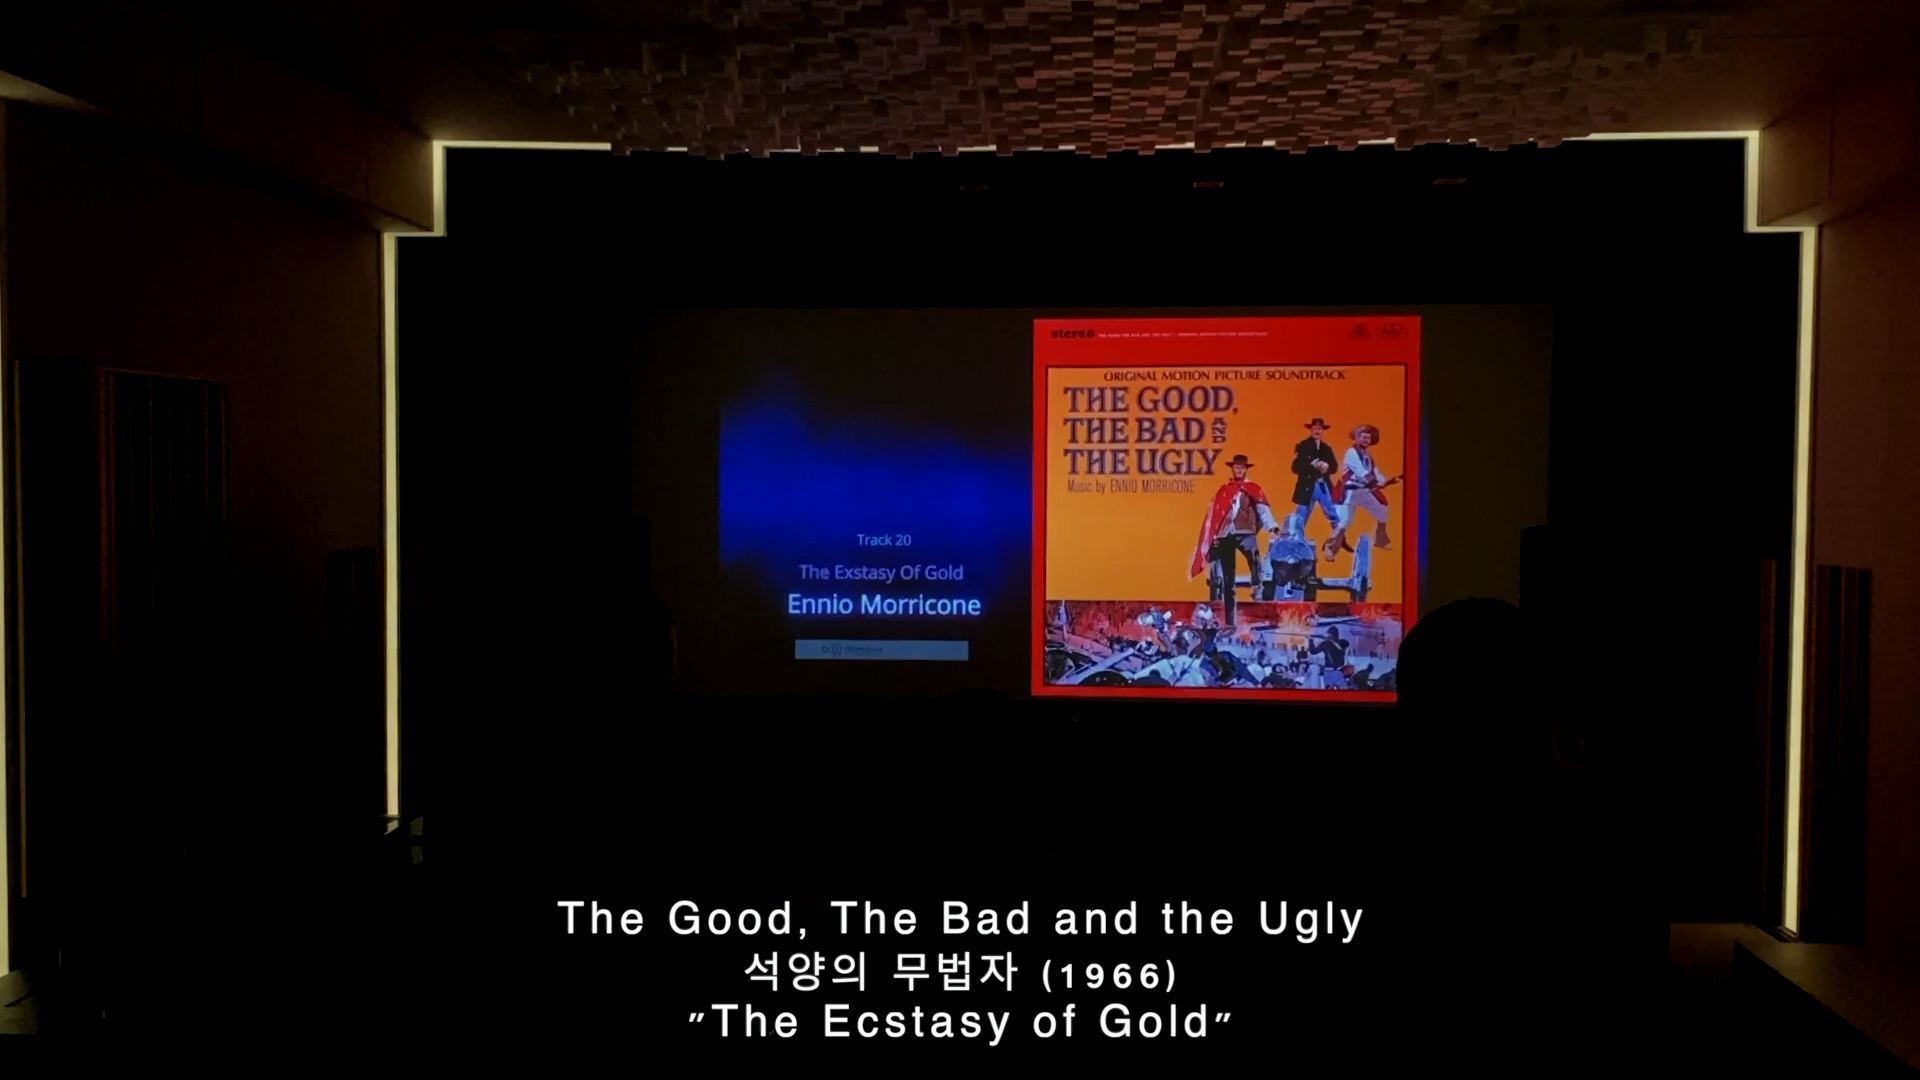 stereo
ORIGINAL MOTION PICTURE SOUNDTRACK
THE GOOD,
THE BAD AND
THE UGLY
Music by ENNIO MORRICONE
Track 20
The Exstasy Of Gold
Ennio Morricone
The Good, The Bad and the Ugly
석양의 무법자 (1966)
"The Ecstasy of Gold"